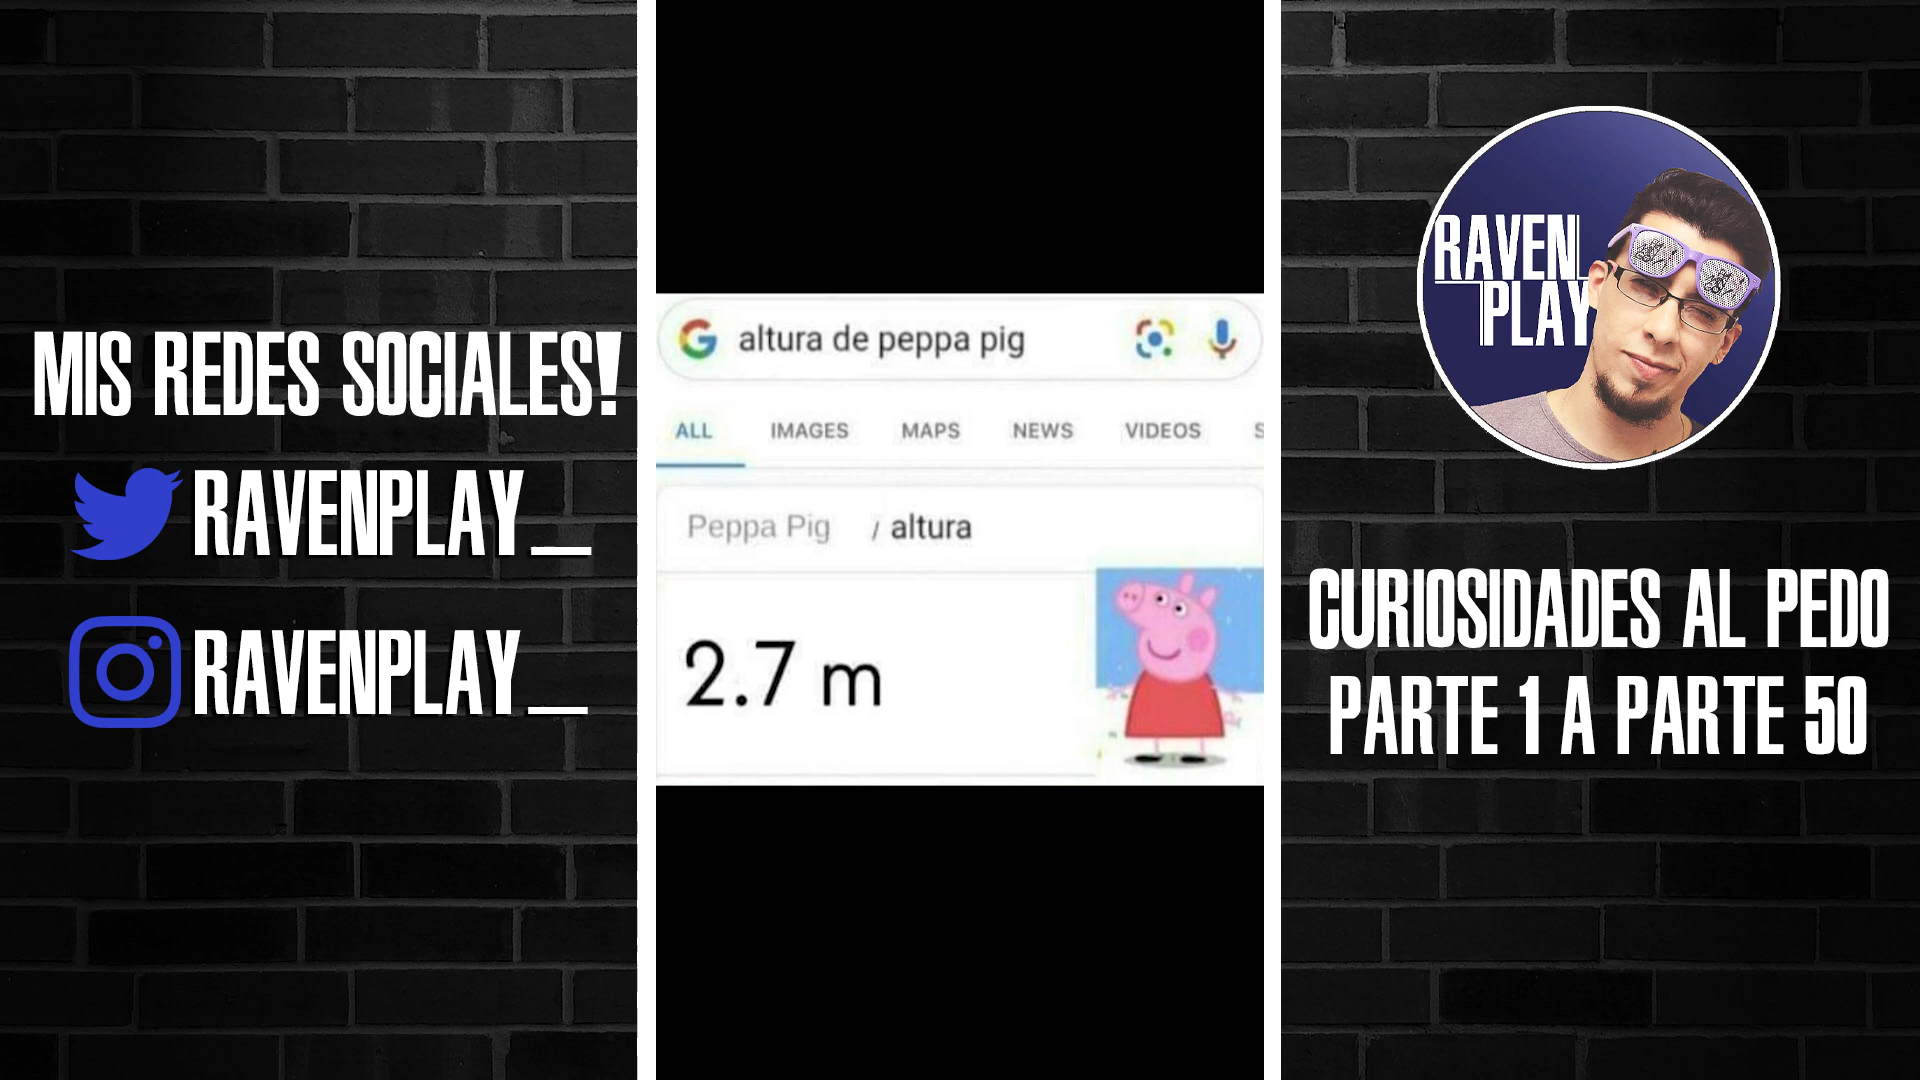 MIS REDES SOCIALES!
RAVENPLAY_
RAVENPLAY_
altura de peppa pig
ALL IMAGES MAPS NEWS VIDEOS S
Peppa Pig / altura
2.7 m
RAVEN
PLAY
CURIOSIDADES AL PEDO
PARTE 1 A PARTE 50